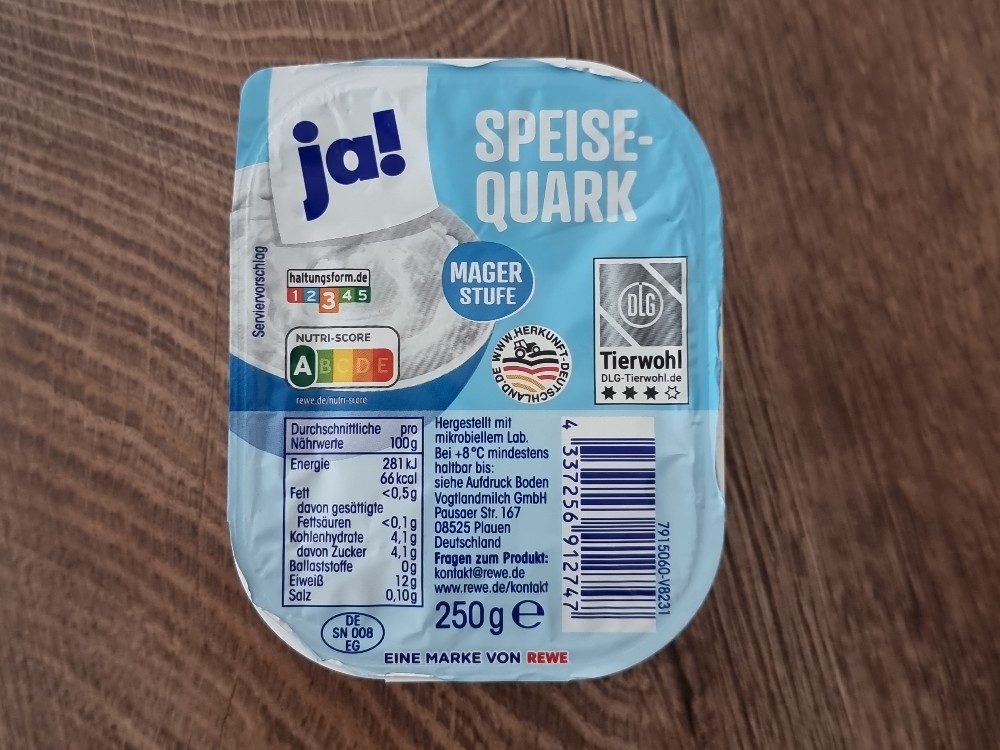 ja!
SPEISE-
QUARK
MAGER
STUFE
Serviervorschlag
haltungsform.de
1 2 3 4 5
NUTRI-SCORE
A B C D E
rewe.de/nutri-score
WWW.HERKUNFT-DEUTSCHLAND.DE
DLG
Tierwohl
DLG-Tierwohl.de
Durchschnittliche pro
Nährwerte 100g
Energie 281 kJ
66 kcal
Fett <0,5g
davon gesättigte
Fettsäuren <0,1g
Kohlenhydrate 4,1g
davon Zucker 4,1g
Ballaststoffe 0g
Eiweiß 12g
Salz 0,10g
Hergestellt mit
mikrobiellem Lab.
Bei +8°C mindestens
haltbar bis:
siehe Aufdruck Boden
Vogtlandmilch GmbH
Pausaer Str. 167
08525 Plauen
Deutschland
Fragen zum Produkt:
kontakt@rewe.de
www.rewe.de/kontakt
250g e
4 337256 912747
7915060-V8231
DE
SN 008
EG
EINE MARKE VON REWE